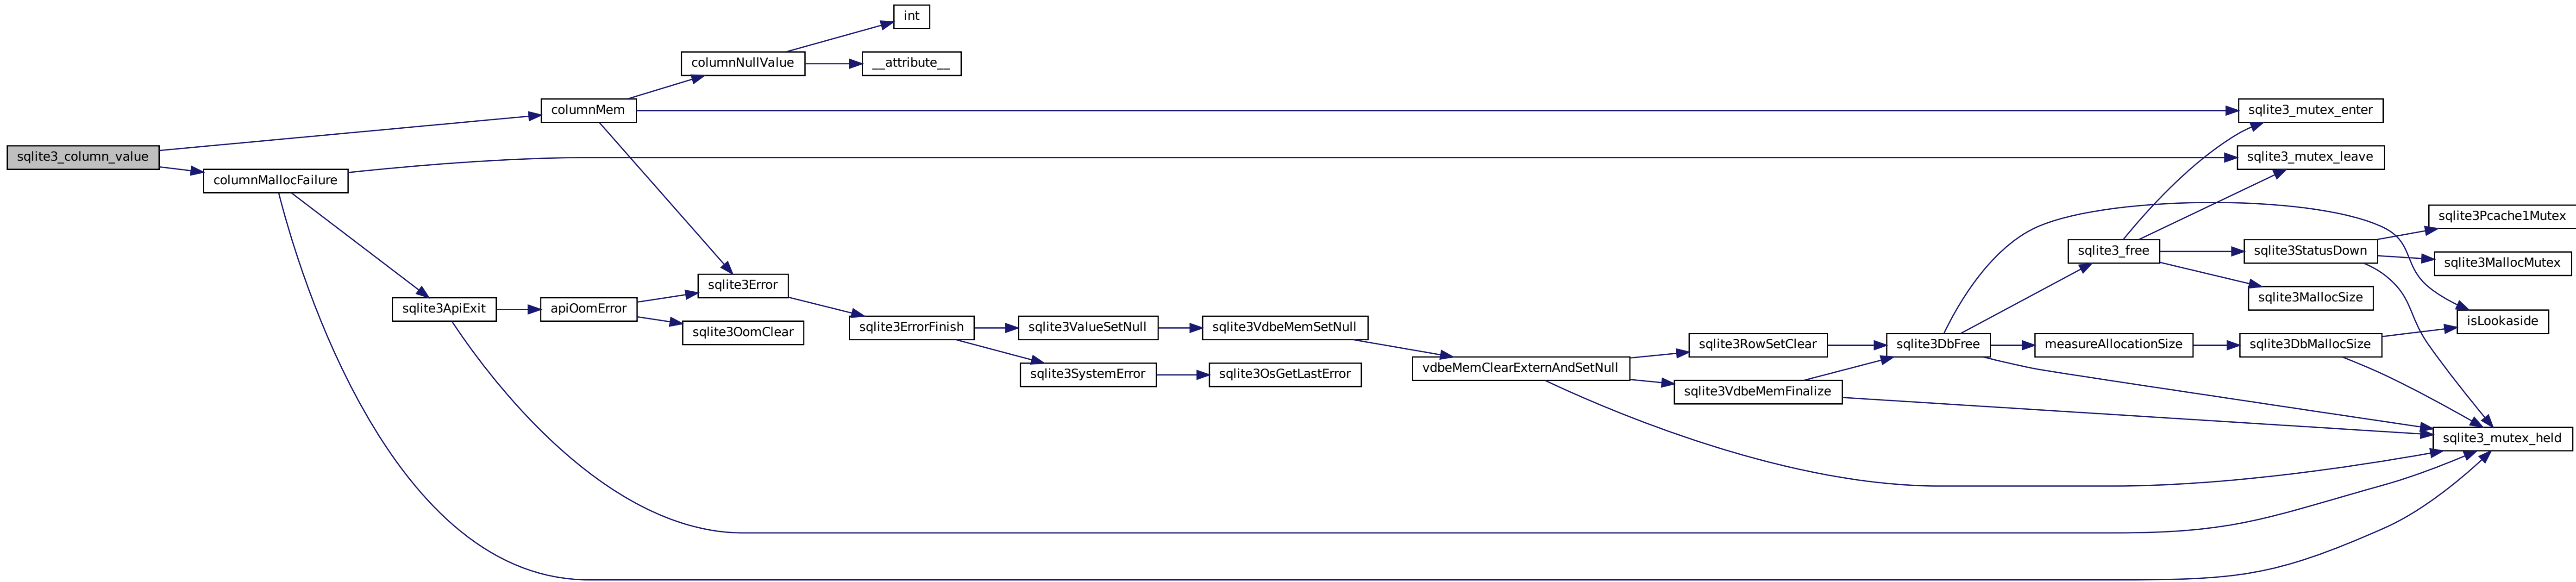 int
columnNullValue
__attribute__
columnMem
sqlite3_mutex_enter
sqlite3_column_value
sqlite3_mutex_leave
columnMallocFailure
sqlite3Pcache1Mutex
sqlite3_free
sqlite3StatusDown
sqlite3MallocMutex
sqlite3Error
sqlite3MallocSize
sqlite3ApiExit
apiOomError
sqlite3OomClear
sqlite3ErrorFinish
sqlite3ValueSetNull
sqlite3VdbeMemSetNull
isLookaside
sqlite3RowSetClear
sqlite3DbFree
measureAllocationSize
sqlite3DbMallocSize
sqlite3SystemError
sqlite3OsGetLastError
vdbeMemClearExternAndSetNull
sqlite3VdbeMemFinalize
sqlite3_mutex_held